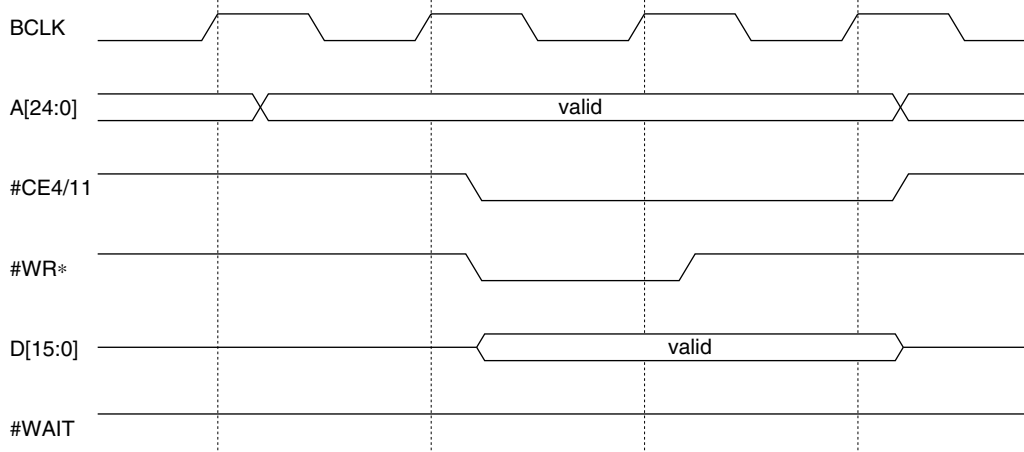 BCLK
A[24:0]
valid
#CE4/11
#WR*
D[15:0]
valid
#WAIT